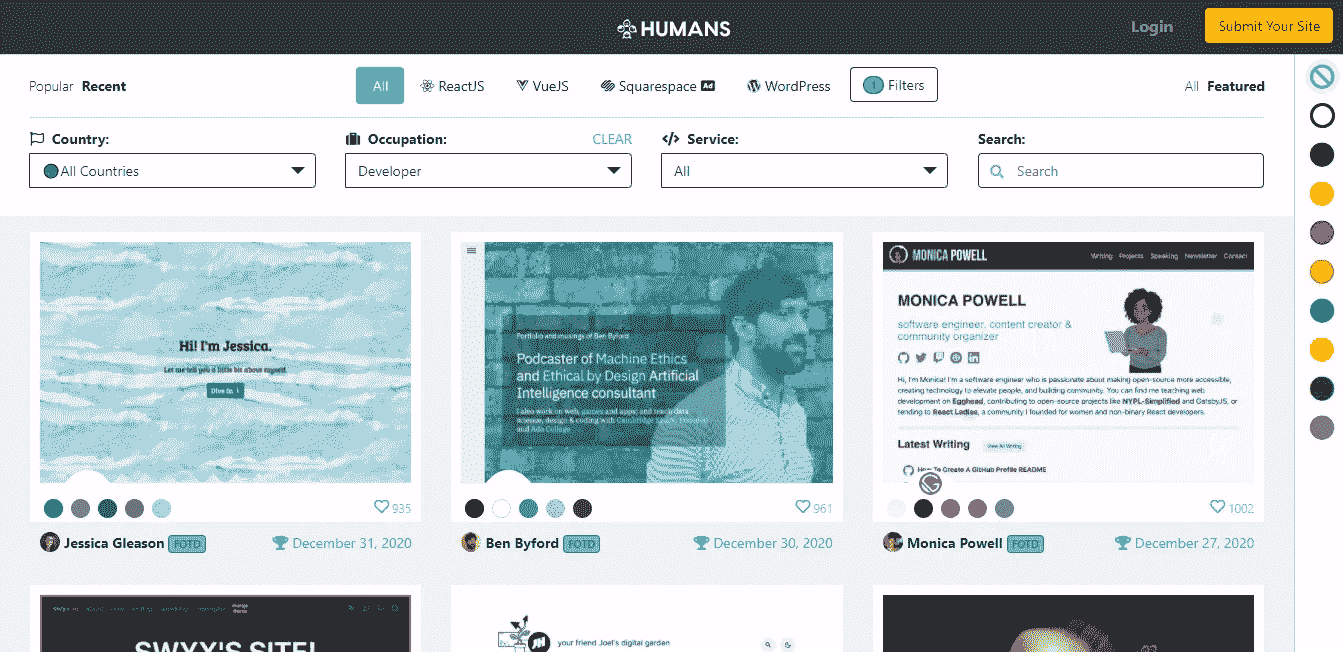 HUMANS
Login
Submit Your Site
Popular Recent
All
ReactJS
VueJS
Squarespace Ad
WordPress
1 Filters
All Featured
Country:
Occupation:
CLEAR
Service:
Search:
All Countries
Developer
All
Search
Hi! I'm Jessica.
Let me tell you a little bit about myself.
Dive in
935
Jessica Gleason FOTD
December 31, 2020
Portfolio and musings of Ben Byford
Podcaster of Machine Ethics
and Ethical by Design Artificial
Intelligence consultant
I also work on web, games and apps and teach data
science, design & coding with Cambridge Spark,
and Ada College
961
Ben Byford FOTD
December 30, 2020
MONICA POWELL
Writing Projects Speaking Newsletter Contact
MONICA POWELL
software engineer, content creator &
community organizer
Hi, I'm Monica! I'm a software engineer who is passionate about making open-source more accessible,
creating technology to elevate people, and building community. You can find me teaching web
development on Egghead, contributing to open-source projects like NYPL-Simplified and GatsbyJS, or
tending to React Ladies, a community I founded for women and non-binary React developers.
Latest Writing
View All Writing
How To Create A GitHub Profile README
1002
Monica Powell FOTD
December 27, 2020
SWYX'S SITE!
JH
your friend Joel's digital garden